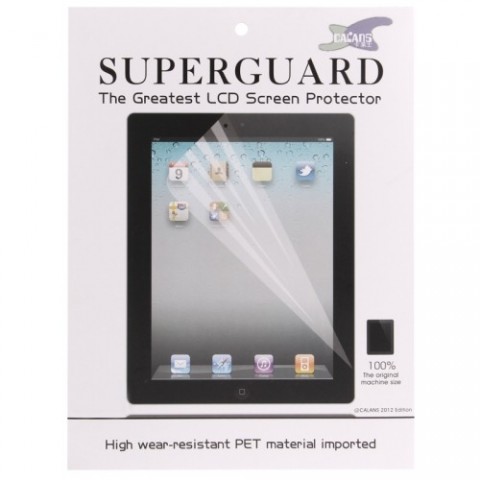 CALANS
SUPERGUARD
The Greatest LCD Screen Protector
9
100%
The original
machine size
@CALANS 2012 Edition
High wear-resistant PET material imported